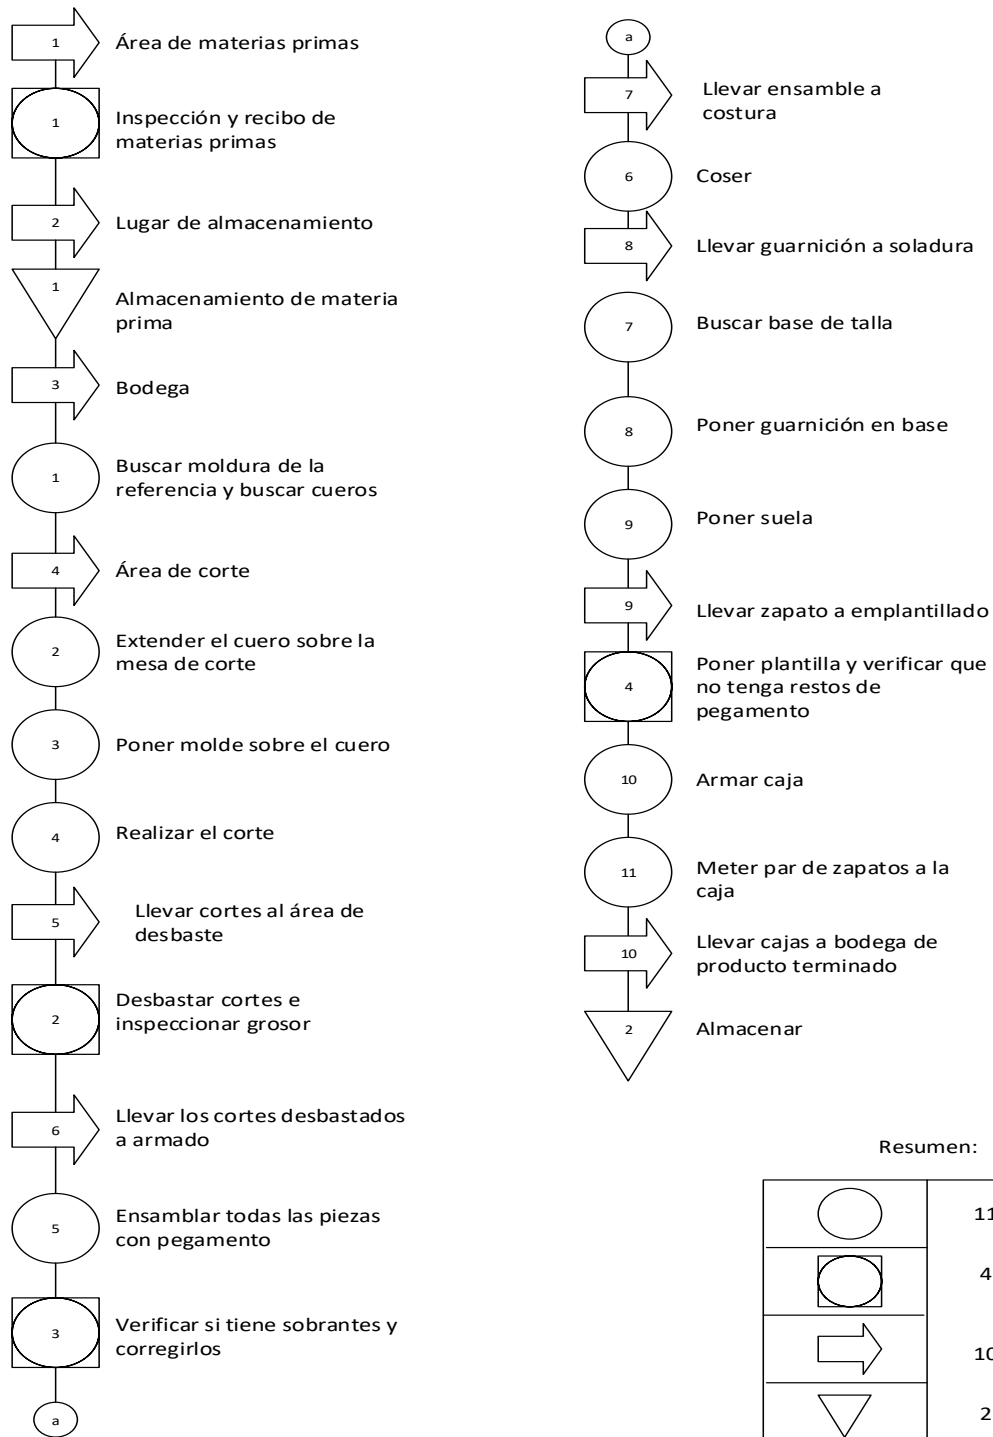 1
Área de materias primas
1
Inspección y recibo de
materias primas
2
Lugar de almacenamiento
1
Almacenamiento de materia
prima
3
Bodega
1
Buscar moldura de la
referencia y buscar cueros
4
Área de corte
2
Extender el cuero sobre la
mesa de corte
3
Poner molde sobre el cuero
4
Realizar el corte
5
Llevar cortes al área de
desbaste
2
Desbastar cortes e
inspeccionar grosor
6
Llevar los cortes desbastados
a armado
5
Ensamblar todas las piezas
con pegamento
3
Verificar si tiene sobrantes y
corregirlos
a
a
7
Llevar ensamble a
costura
6
Coser
8
Llevar guarnición a soladura
7
Buscar base de talla
8
Poner guarnición en base
9
Poner suela
9
Llevar zapato a emplantillado
4
Poner plantilla y verificar que
no tenga restos de
pegamento
10
Armar caja
11
Meter par de zapatos a la
caja
10
Llevar cajas a bodega de
producto terminado
2
Almacenar
Resumen:
11
4
10
2